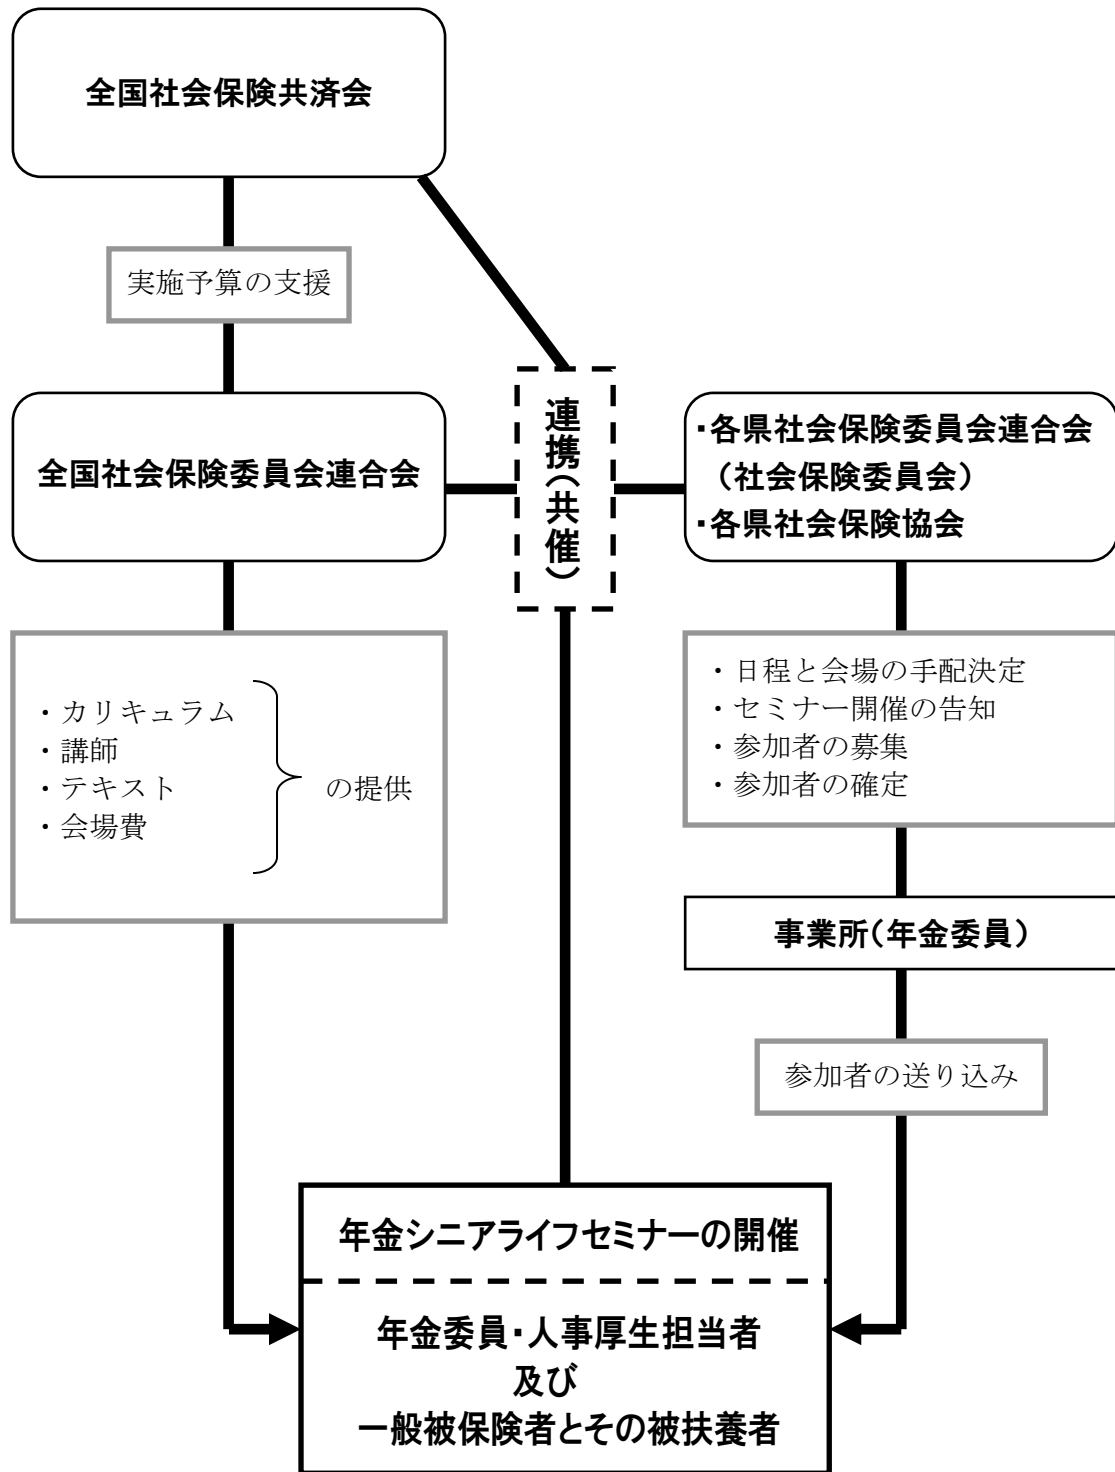 全国社会保険共済会
実施予算の支援
全国社会保険委員会連合会
連携(共催)
・各県社会保険委員会連合会
(社会保険委員会)
・各県社会保険協会
・カリキュラム
・講師
・テキスト
・会場費
の提供
・日程と会場の手配決定
・セミナー開催の告知
・参加者の募集
・参加者の確定
事業所(年金委員)
参加者の送り込み
年金シニアライフセミナーの開催
年金委員・人事厚生担当者
及び
一般被保険者とその被扶養者